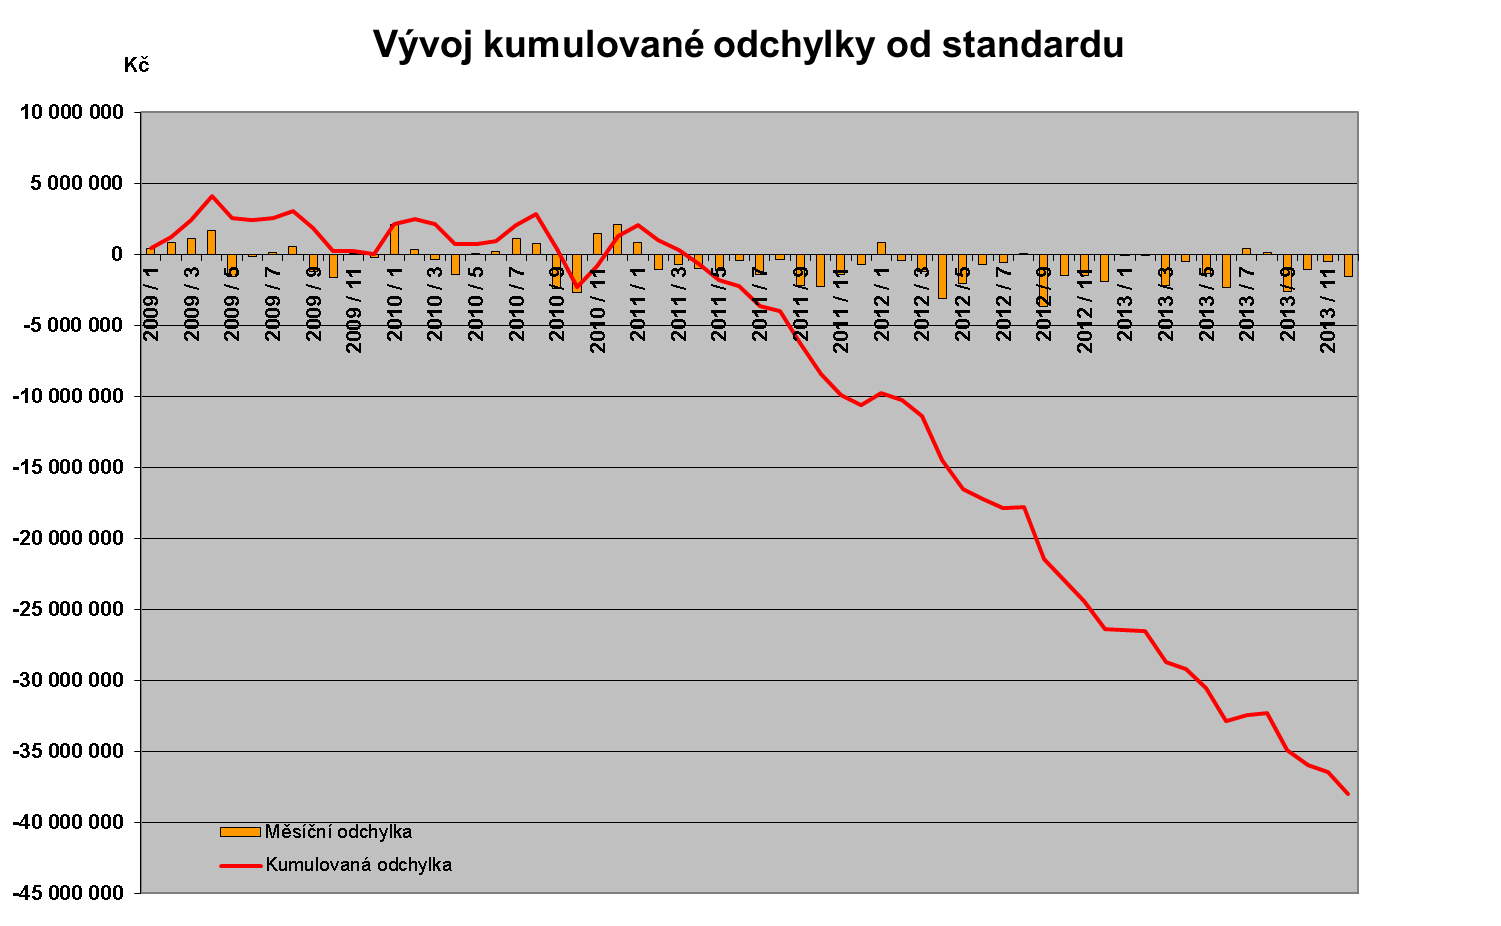 Vývoj kumulované odchylky od standardu
Kč
10 000 000
5 000 000
0
-5 000 000
-10 000 000
-15 000 000
-20 000 000
-25 000 000
-30 000 000
-35 000 000
-40 000 000
-45 000 000
2009 / 1
2009 / 3
2009 / 5
2009 / 7
2009 / 9
2009 / 11
2010 / 1
2010 / 3
2010 / 5
2010 / 7
2010 / 9
2010 / 11
2011 / 1
2011 / 3
2011 / 5
2011 / 7
2011 / 9
2011 / 11
2012 / 1
2012 / 3
2012 / 5
2012 / 7
2012 / 9
2012 / 11
2013 / 1
2013 / 3
2013 / 5
2013 / 7
2013 / 9
2013 / 11
Měsíční odchylka
Kumulovaná odchylka